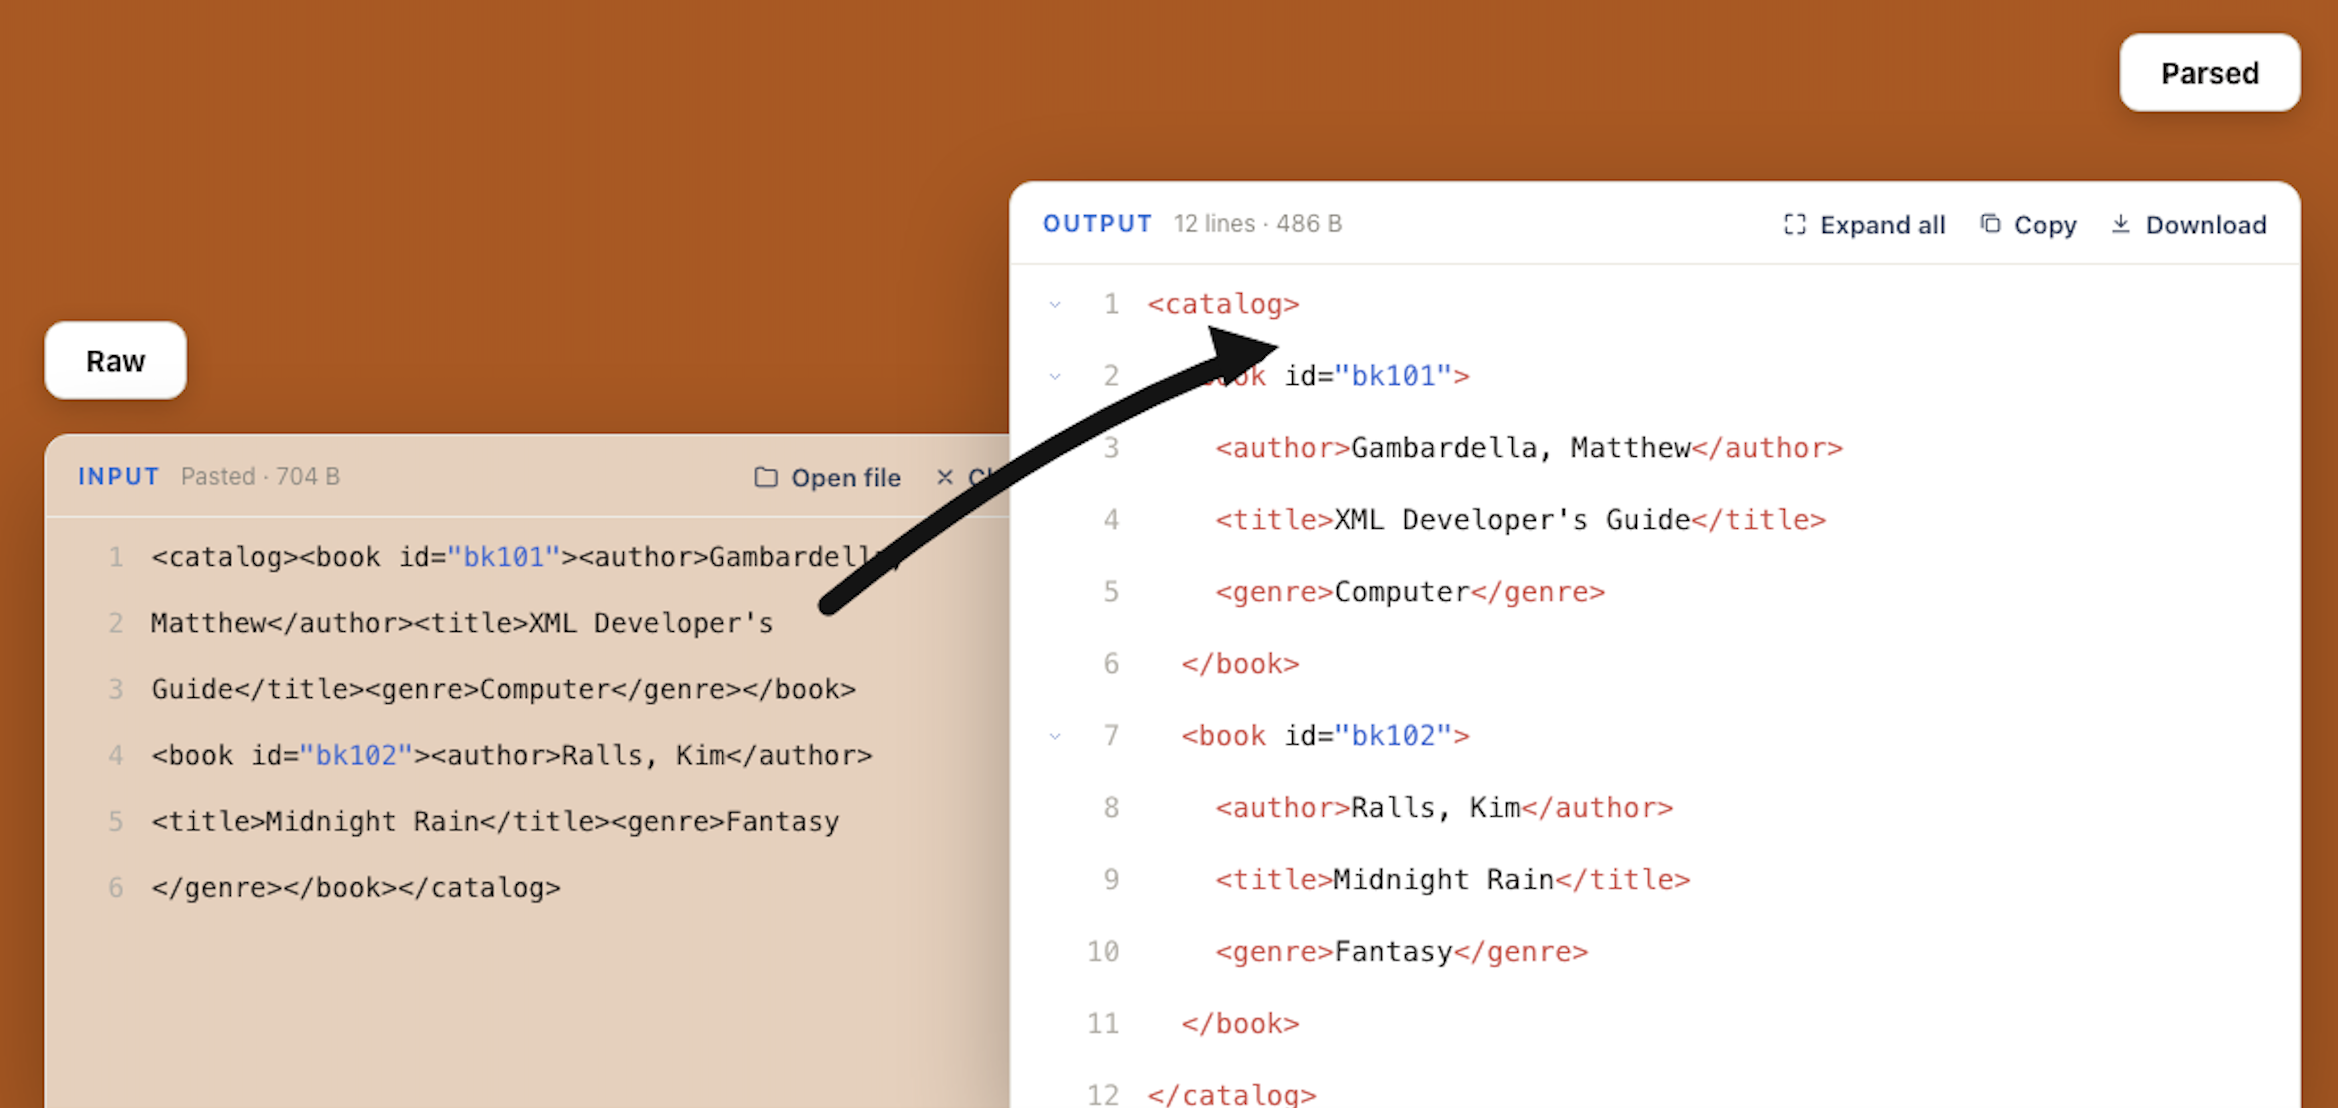 Parsed
Raw
INPUT Pasted · 704 B Open file
1 <catalog><book id="bk101"><author>Gambardella,
2 Matthew</author><title>XML Developer's
3 Guide</title><genre>Computer</genre></book>
4 <book id="bk102"><author>Ralls, Kim</author>
5 <title>Midnight Rain</title><genre>Fantasy
6 </genre></book></catalog>
OUTPUT 12 lines · 486 B Expand all Copy Download
1 <catalog>
2 id="bk101">
3 <author>Gambardella, Matthew</author>
4 <title>XML Developer's Guide</title>
5 <genre>Computer</genre>
6 </book>
7 <book id="bk102">
8 <author>Ralls, Kim</author>
9 <title>Midnight Rain</title>
10 <genre>Fantasy</genre>
11 </book>
12 </catalog>